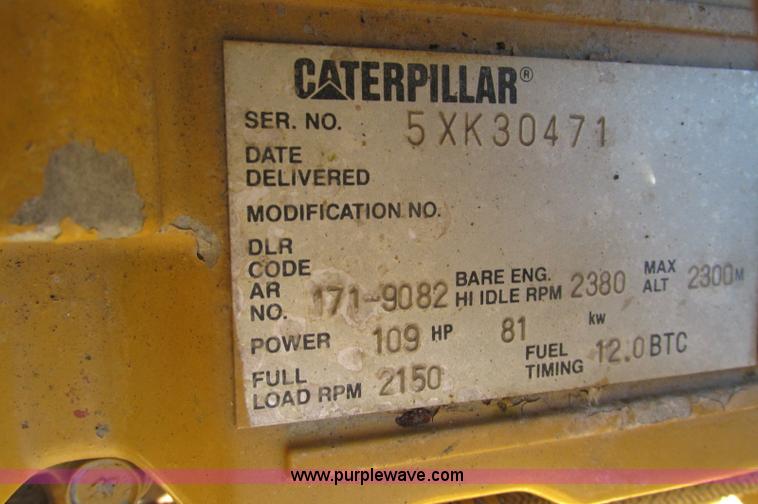 CATERPILLAR®
SER. NO. 5XK30471
DATE
DELIVERED
MODIFICATION NO.
DLR
CODE
AR
NO. 171-9082 BARE ENG.
HI IDLE RPM 2380 MAX
ALT 2300M
POWER 109 HP 81 kw
FULL
LOAD RPM 2150 FUEL
TIMING 12.0BTC
www.purplewave.com